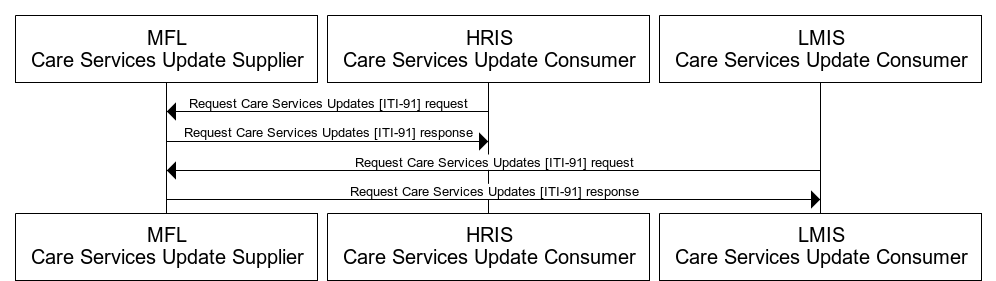 MFL
Care Services Update Supplier
HRIS
Care Services Update Consumer
LMIS
Care Services Update Consumer
Request Care Services Updates [ITI-91] request
Request Care Services Updates [ITI-91] response
Request Care Services Updates [ITI-91] request
Request Care Services Updates [ITI-91] response
MFL
Care Services Update Supplier
HRIS
Care Services Update Consumer
LMIS
Care Services Update Consumer